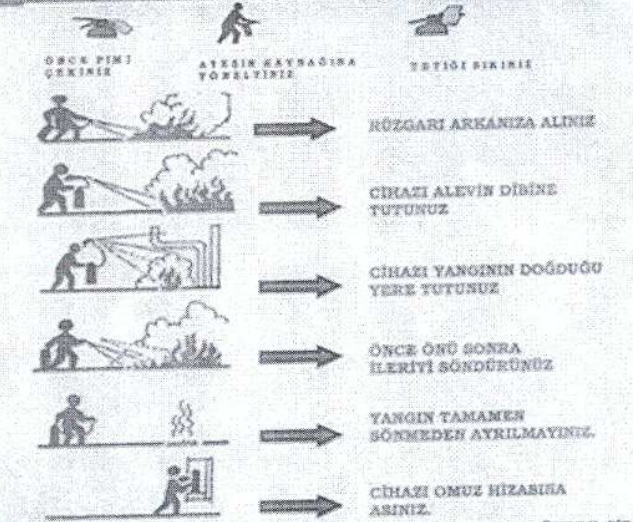 ÖNCE PİMİ
ÇEKİNİZ
ATEŞİN KAYNAĞINA
YÖNELTİNİZ
TETİĞİ SIKINIZ
RÜZGARI ARKANIZA ALINIZ
CİHAZI ALEVİN DİBİNE
TUTUNUZ
CİHAZI YANGININ DOĞDUĞU
YERE TUTUNUZ
ÖNCE ÖNÜ SONRA
İLERİYİ SÖNDÜRÜNÜZ
YANGIN TAMAMEN
SÖNMEDEN AYRILMAYINIZ.
CİHAZI OMUZ HİZASINA
ASINIZ.